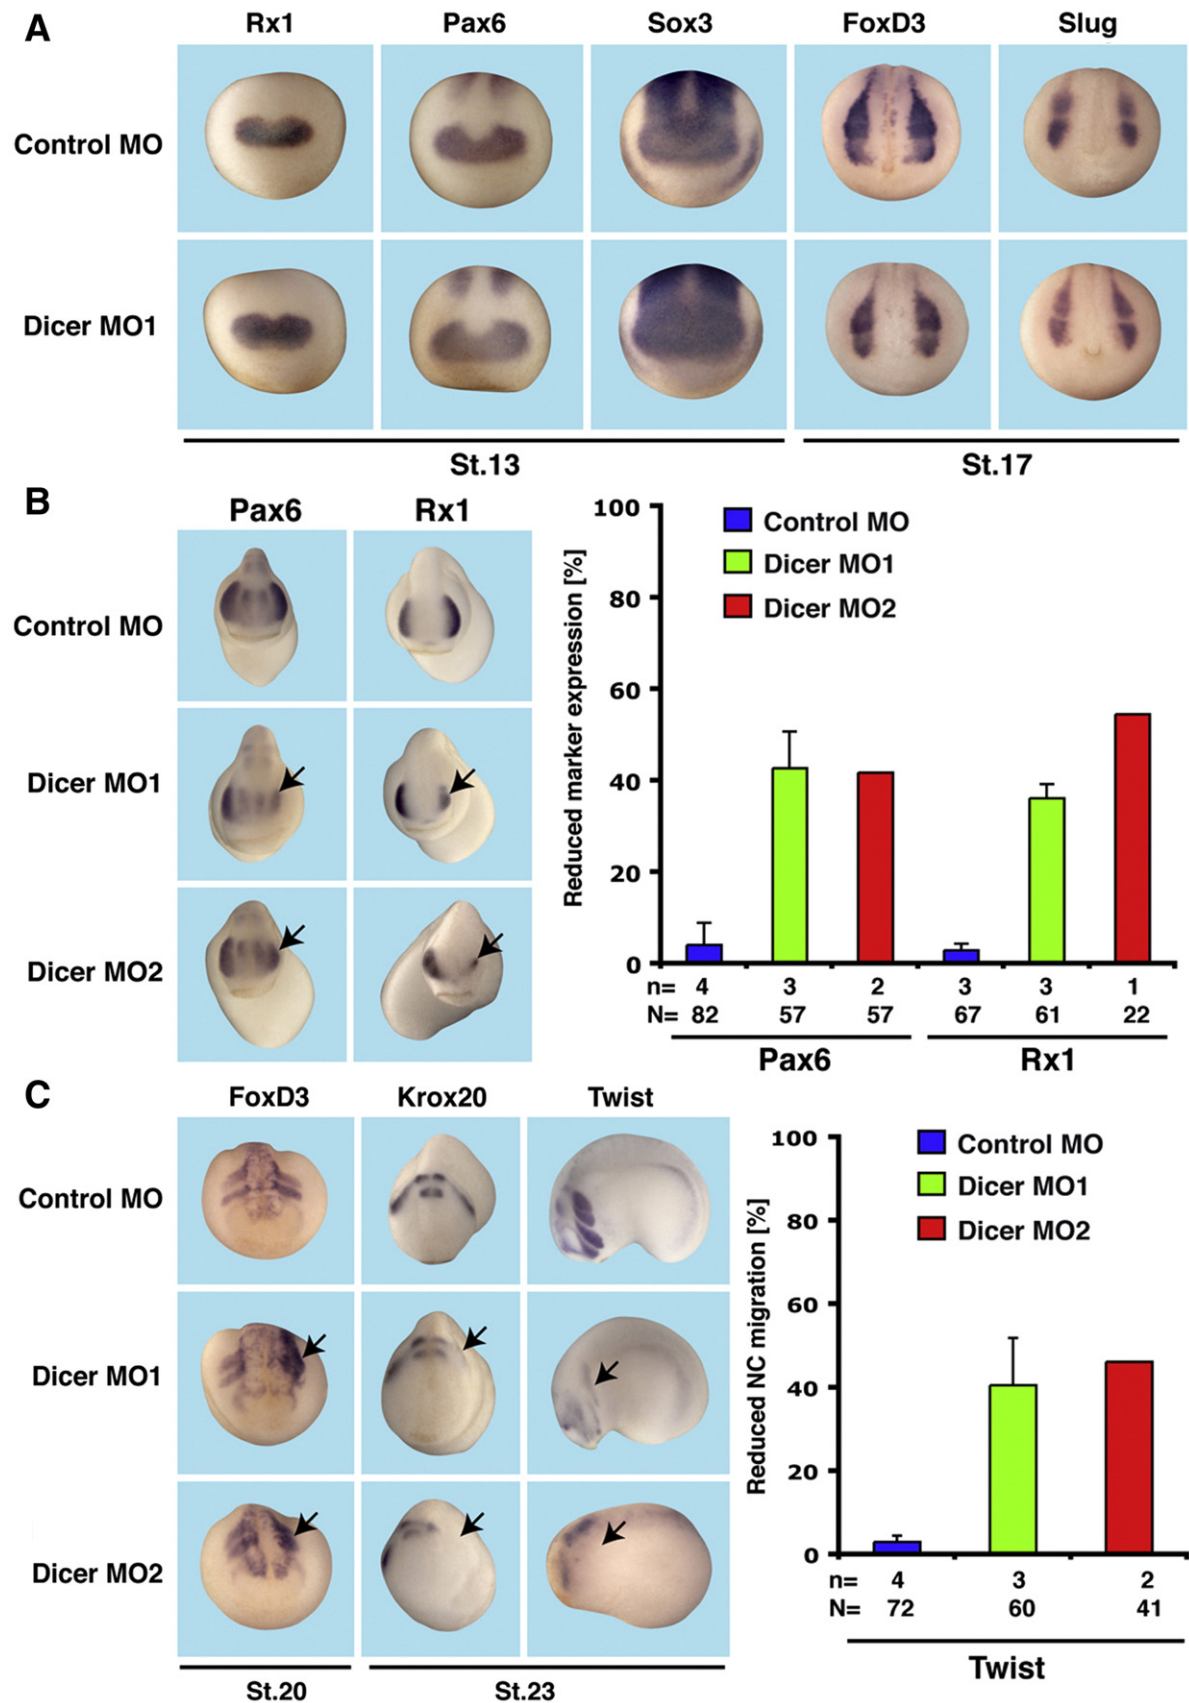 A
Rx1 Pax6 Sox3 FoxD3 Slug
Control MO
Dicer MO1
St.13 St.17
B
Pax6 Rx1
Control MO
Dicer MO1
Dicer MO2
Reduced marker expression [%]
100
80
60
40
20
0
Control MO
Dicer MO1
Dicer MO2
n= 4 3 2 3 3 1
N= 82 57 57 67 61 22
Pax6 Rx1
C
FoxD3 Krox20 Twist
Control MO
Dicer MO1
Dicer MO2
St.20 St.23
Reduced NC migration [%]
100
80
60
40
20
0
Control MO
Dicer MO1
Dicer MO2
n= 4 3 2
N= 72 60 41
Twist